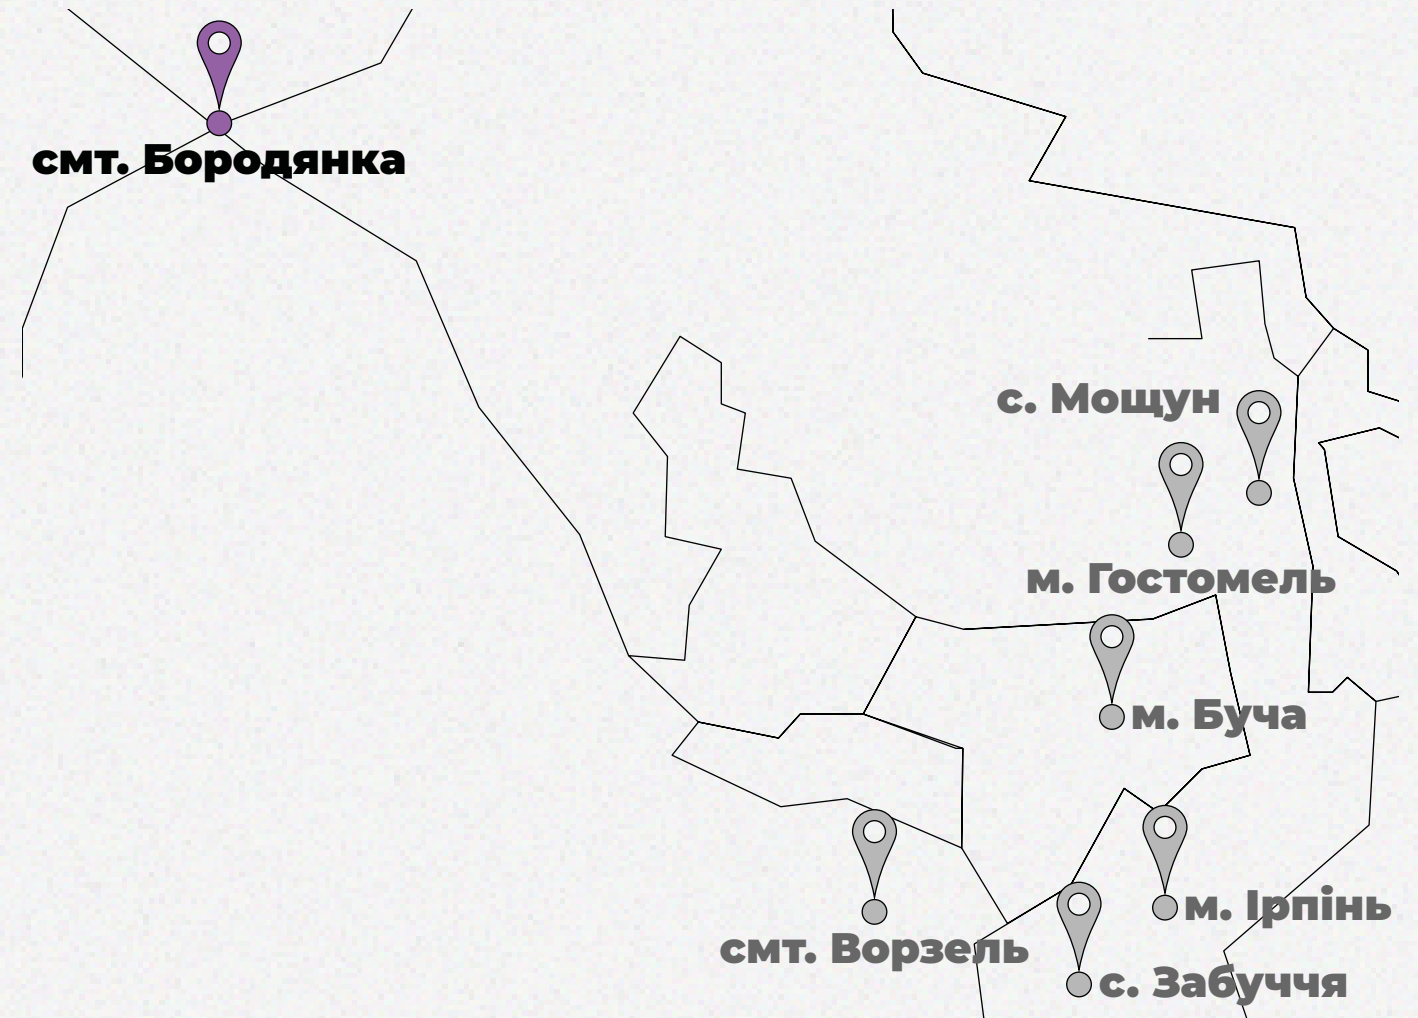 смт. Бородянка
с. Мощун
м. Гостомель
м. Буча
м. Ірпінь
смт. Ворзель
с. Забуччя